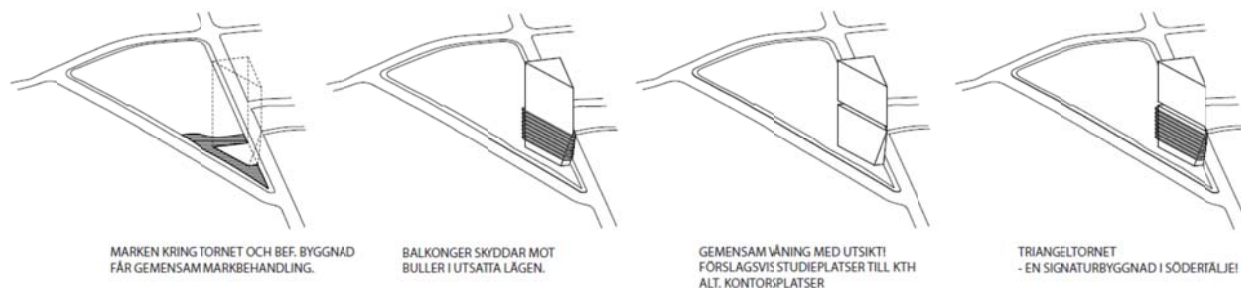 MARKEN KRING TORNET OCH BEF. BYGGNAD
FÅR GEMENSAM MARKBEHANDLING.
BALKONGER SKYDDAR MOT
BULLER I UTSATTA LÄGEN.
GEMENSAM VÅNING MED UTSIKT!
FÖRSLAGSVIS STUDIEPLATSER TILL KTH
ALT. KONTORSPLATSER
TRIANGELTORNET
- EN SIGNATURBYGGNAD I SÖDERTÄLJE!